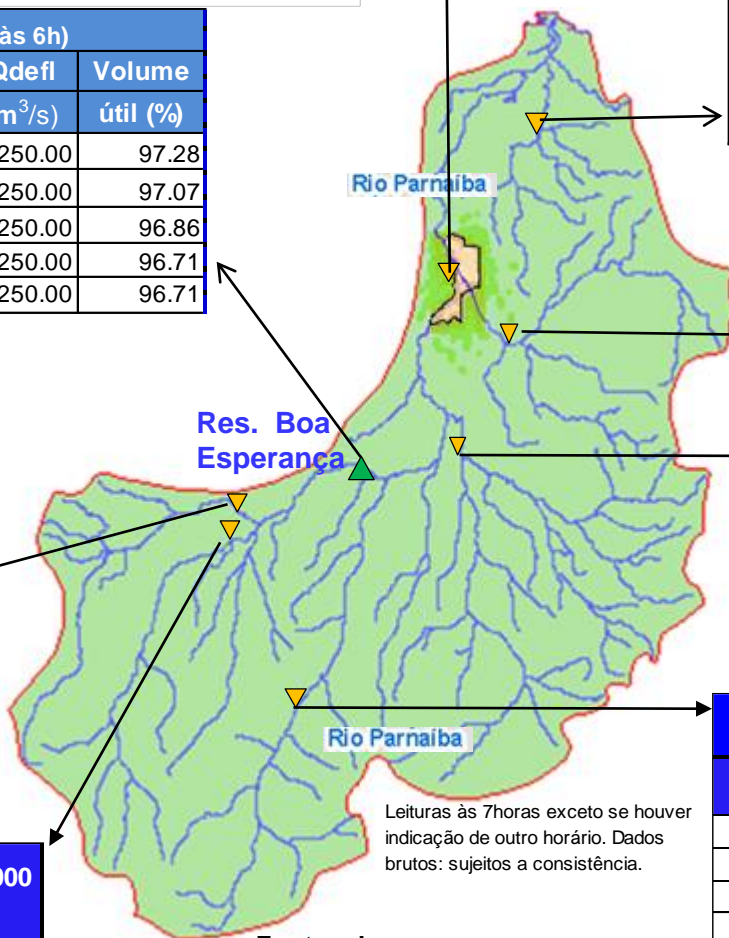 às 6h)
Qdefl Volume
m³/s) útil (%)
250.00 97.28
250.00 97.07
250.00 96.86
250.00 96.71
250.00 96.71
Rio Parnaíba
Res. Boa
Esperança
Rio Parnaíba
Leituras às 7horas exceto se houver
indicação de outro horário. Dados
brutos: sujeitos a consistência.
000